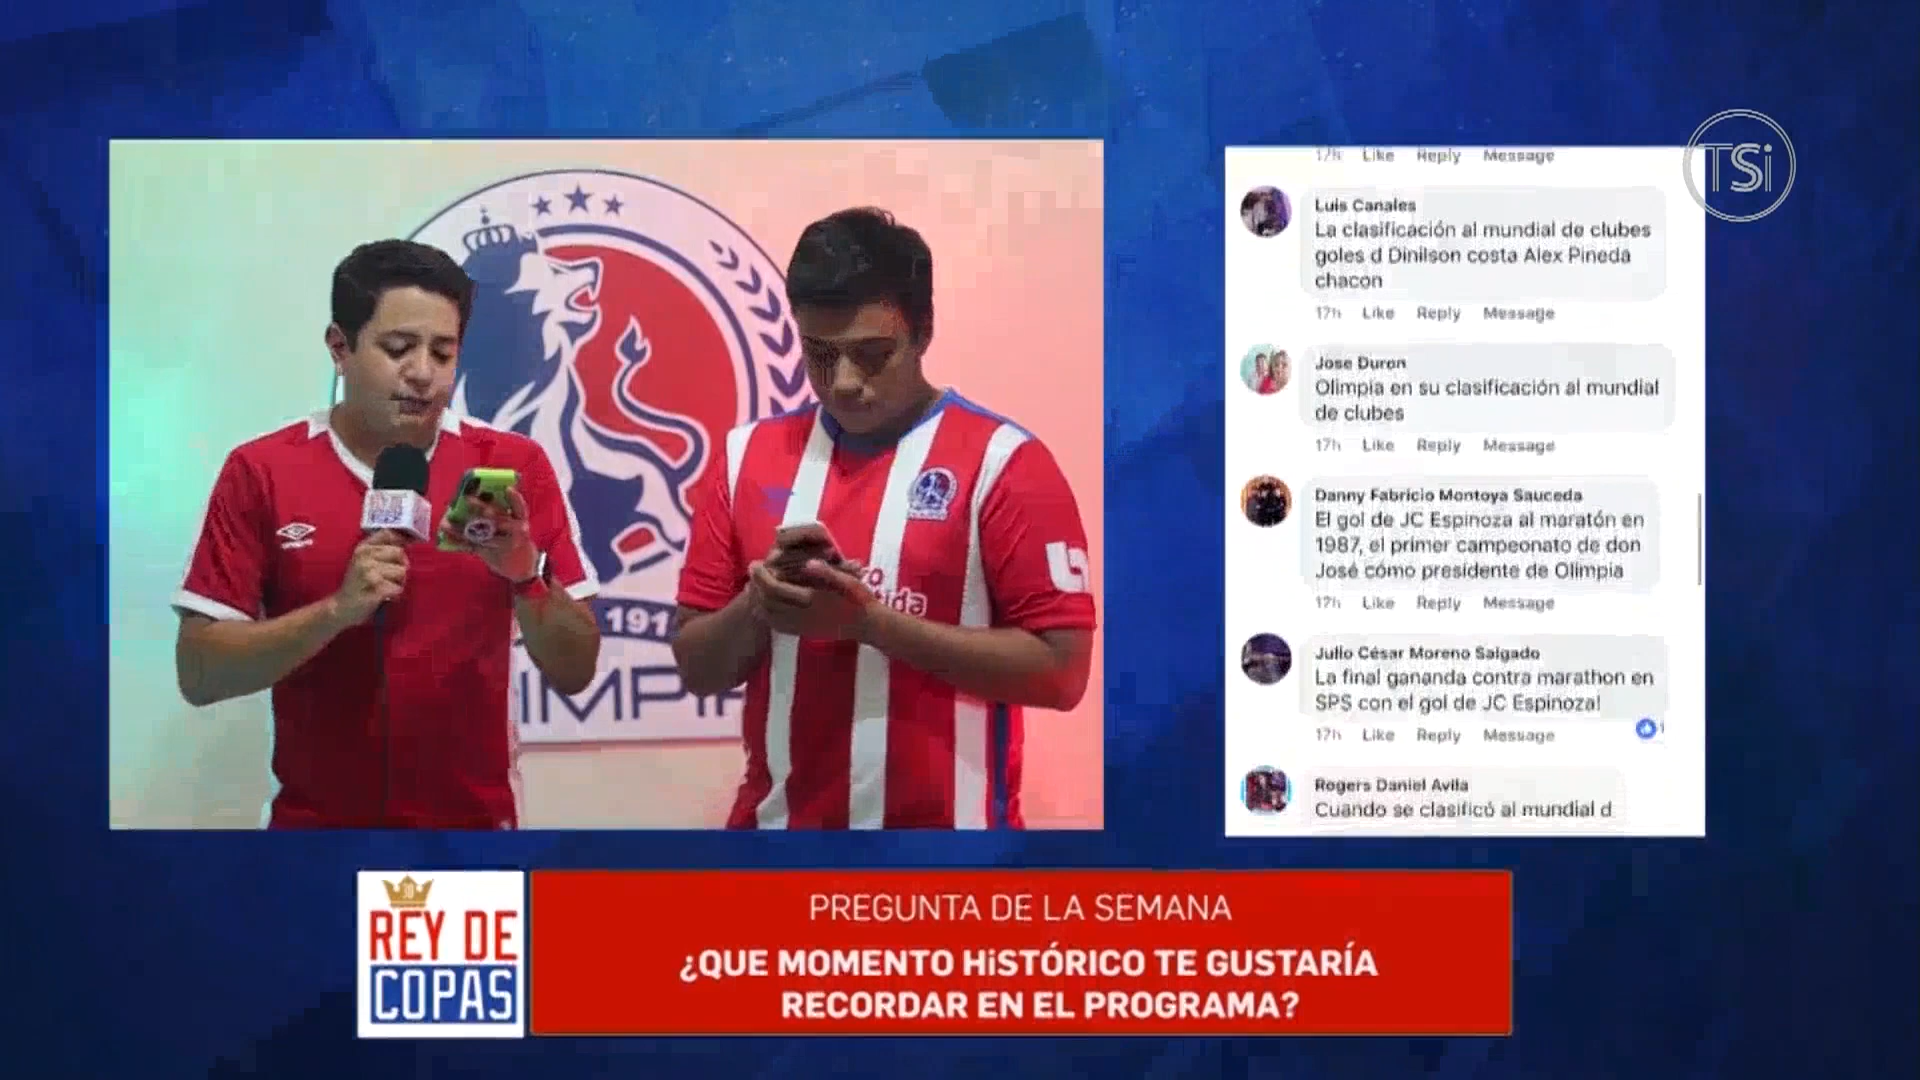 TSi
17h Like Reply Message
Luis Canales
La clasificación al mundial de clubes
goles d Dinilson costa Alex Pineda
chacon
17h Like Reply Message
Jose Duron
Olimpia en su clasificación al mundial
de clubes
17h Like Reply Message
Danny Fabricio Montoya Sauceda
El gol de JC Espinoza al maratón en
1987, el primer campeonato de don
José cómo presidente de Olimpia
17h Like Reply Message
Julio César Moreno Salgado
La final gananda contra marathon en
SPS con el gol de JC Espinoza!
17h Like Reply Message
1
Rogers Daniel Avila
Cuando se clasificó al mundial d
191
IMPI
REY DE
COPAS
PREGUNTA DE LA SEMANA
¿QUE MOMENTO HiSTÓRICO TE GUSTARÍA
RECORDAR EN EL PROGRAMA?